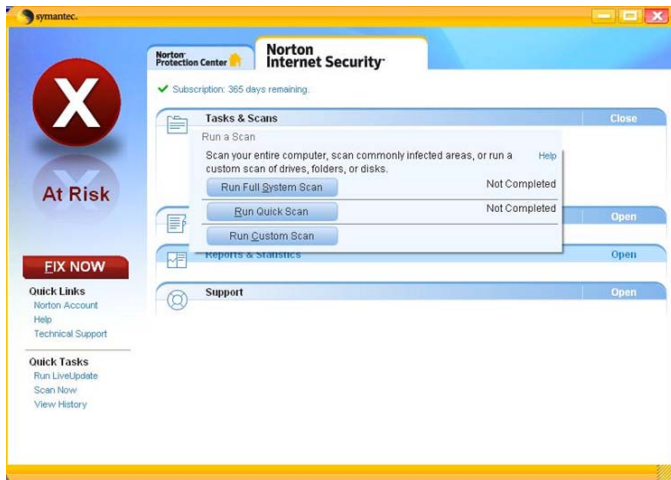 symantec.
Norton
Protection Center
Norton
Internet Security
Subscription: 365 days remaining.
At Risk
FIX NOW
Quick Links
Norton Account
Help
Technical Support
Quick Tasks
Run LiveUpdate
Scan Now
View History
Tasks & Scans Close
Run a Scan
Scan your entire computer, scan commonly infected areas, or run a Help
custom scan of drives, folders, or disks.
Run Full System Scan Not Completed
Run Quick Scan Not Completed
Run Custom Scan
Open
Reports & Statistics Open
Support Open